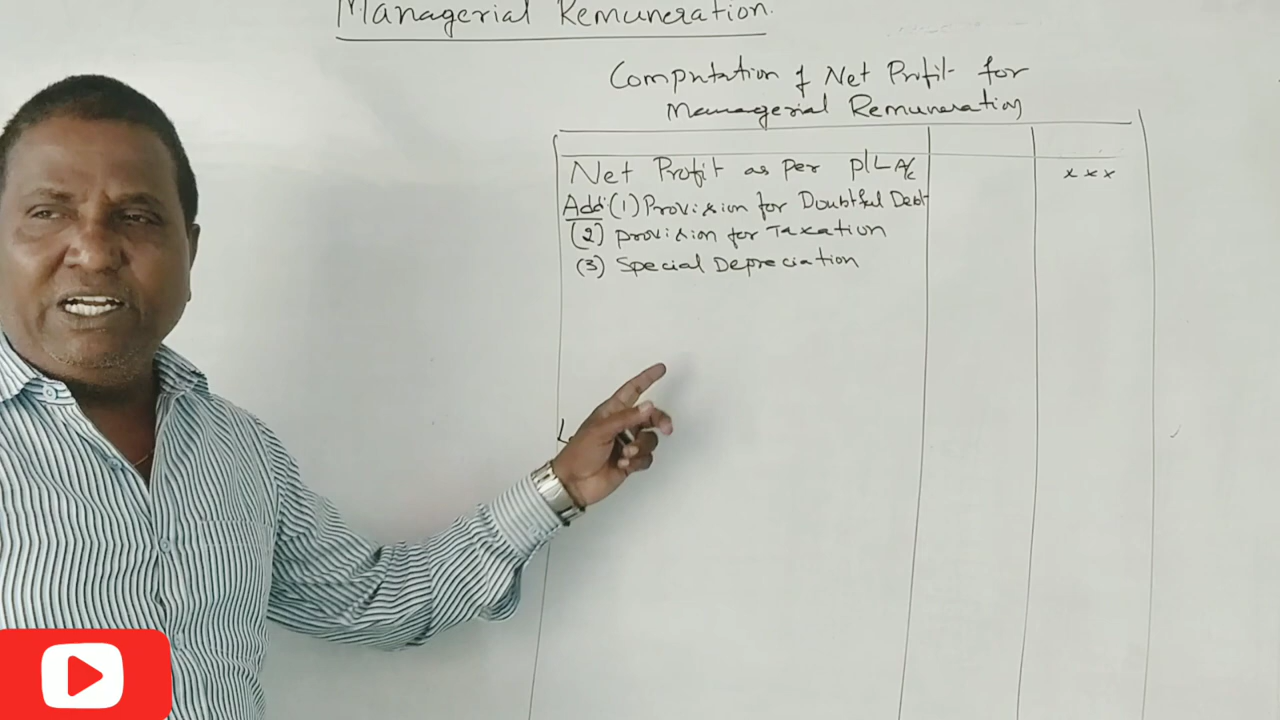 Managerial Remuneration.
Computation of Net Profit for
Managerial Remuneration
Net Profit as per P/L A/c x x x
Add: (1) Provision for Doubtful Debt
(2) provision for Taxation
(3) Special Depreciation
L